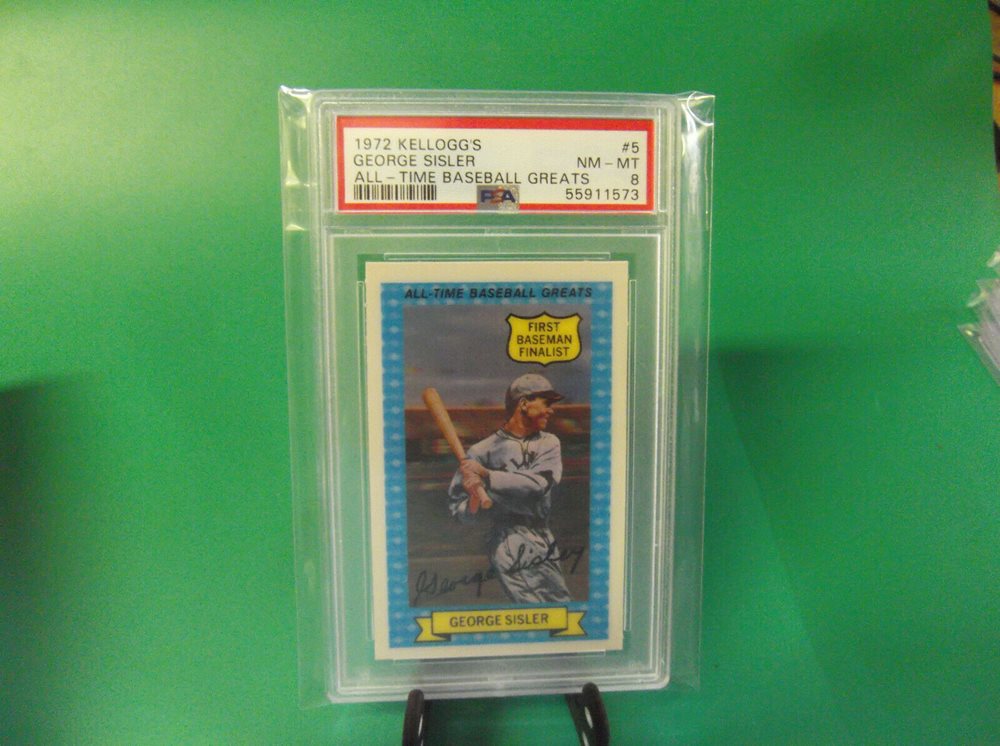 1972 KELLOGG'S #5
GEORGE SISLER NM - MT
ALL - TIME BASEBALL GREATS 8
PSA 55911573
ALL-TIME BASEBALL GREATS
FIRST
BASEMAN
FINALIST
George Sisler
GEORGE SISLER